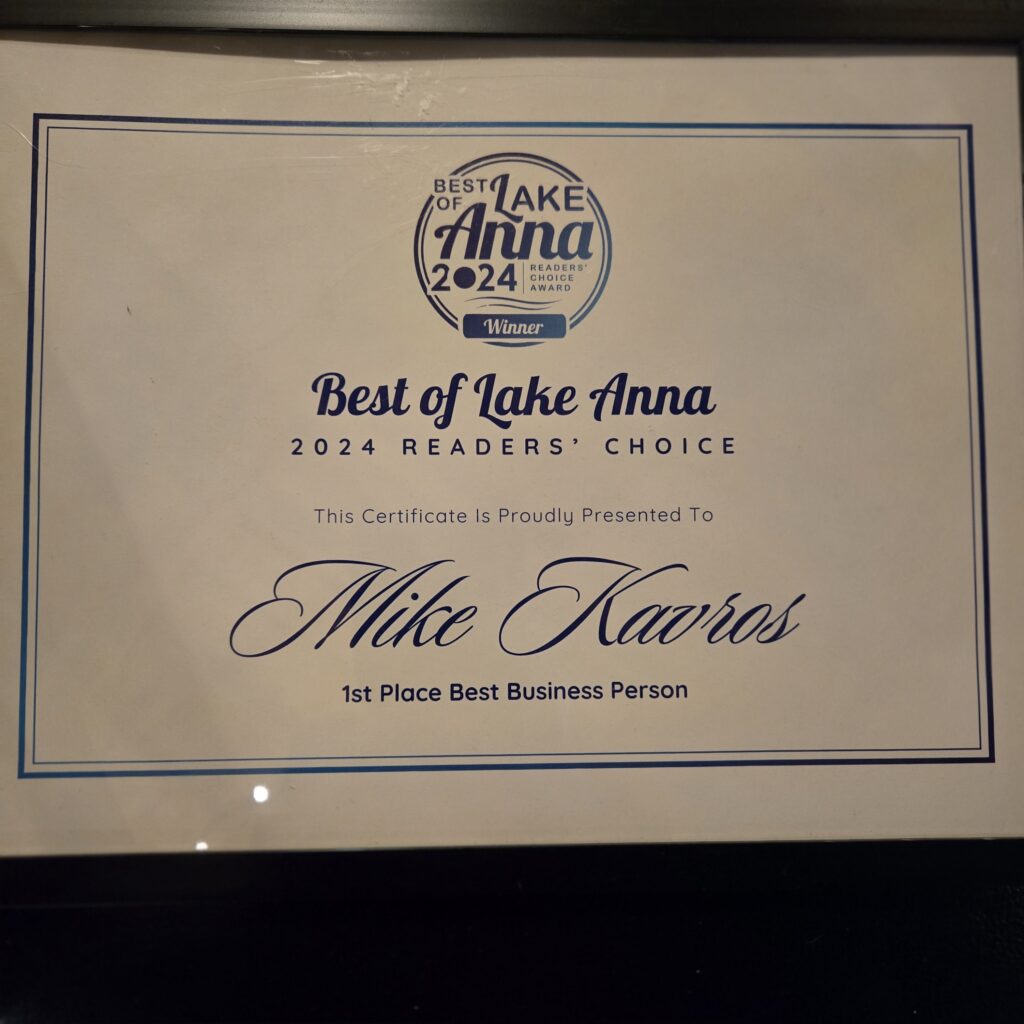 BEST OF LAKE
Anna
2024 READERS' CHOICE AWARD
Winner
Best of Lake Anna
2024 READERS' CHOICE
This Certificate Is Proudly Presented To
Mike Kavros
1st Place Best Business Person